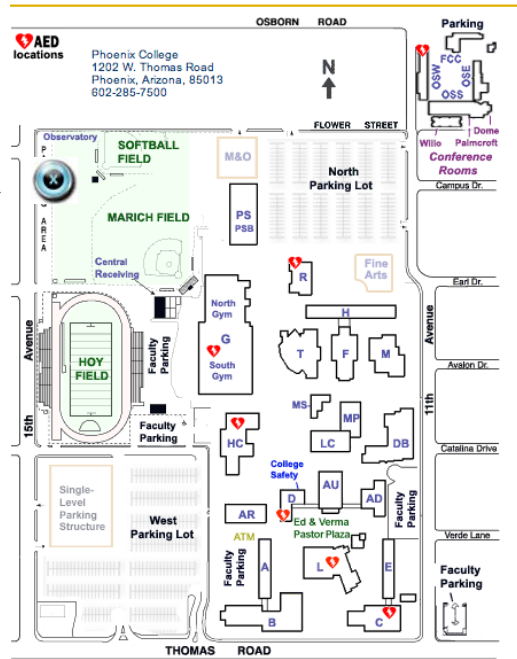 OSBORN ROAD
Parking
AED
locations
Phoenix College
1202 W. Thomas Road
Phoenix, Arizona, 85013
602-285-7500
N
FCC
OSW
OSE
OSS
Dome
Willo
Palmcroft
Conference
Rooms
FLOWER STREET
Observatory
SOFTBALL
FIELD
M&O
North
Parking Lot
Campus Dr.
P
G
AREA
X
MARICH FIELD
PS
PSB
Central
Receiving
R
Fine
Arts
Earl Dr.
North
Gym
G
South
Gym
H
T
F
M
15th Avenue
11th Avenue
HOY
FIELD
Faculty
Parking
Avalon Dr.
MS
MP
LC
DB
HC
Faculty
Parking
Catalina Drive
College
Safety
Single-
Level
Parking
Structure
West
Parking Lot
D
AU
AD
Faculty
Parking
AR
Ed & Verma
Pastor Plaza
ATM
Verde Lane
Faculty
Parking
A
L
E
Faculty
Parking
B
C
THOMAS ROAD